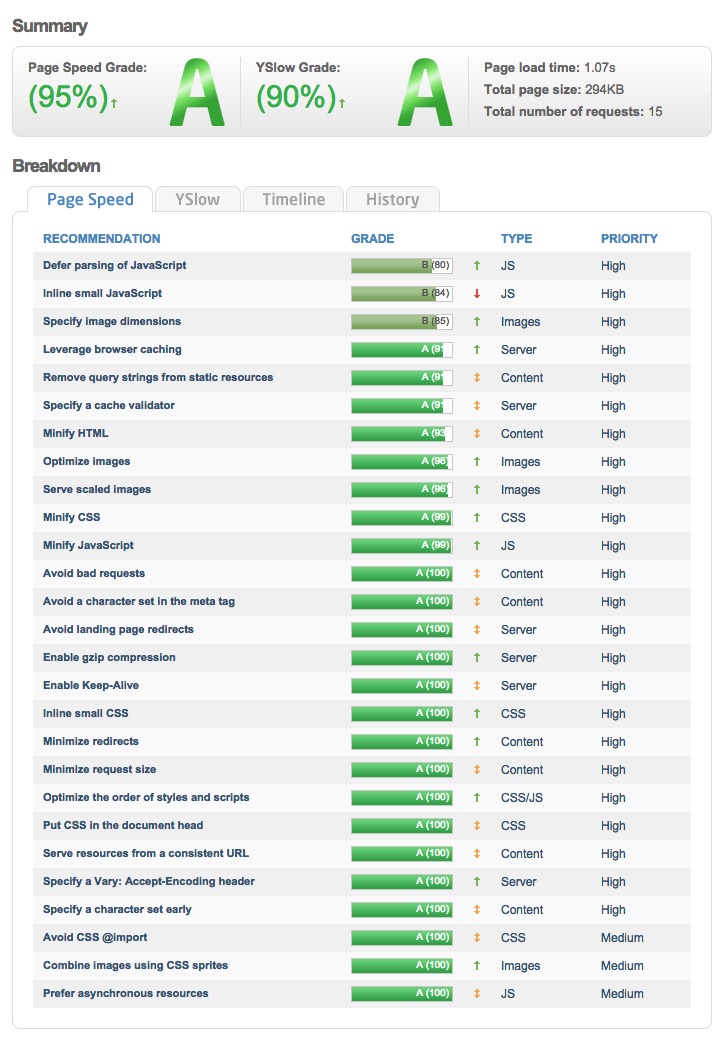 Summary
Page Speed Grade: YSlow Grade: Page load time: 1.07s
(95%) A (90%) A Total page size: 294KB
Total number of requests: 15
Breakdown
Page Speed YSlow Timeline History
RECOMMENDATION GRADE TYPE PRIORITY
Defer parsing of JavaScript B (80) JS High
Inline small JavaScript B (84) JS High
Specify image dimensions B (85) Images High
Leverage browser caching A (91 Server High
Remove query strings from static resources A (91 Content High
Specify a cache validator A (91 Server High
Minify HTML A (93 Content High
Optimize images A (96) Images High
Serve scaled images A (96) Images High
Minify CSS A (99) CSS High
Minify JavaScript A (99) JS High
Avoid bad requests A (100) Content High
Avoid a character set in the meta tag A (100) Content High
Avoid landing page redirects A (100) Server High
Enable gzip compression A (100) Server High
Enable Keep-Alive A (100) Server High
Inline small CSS A (100) CSS High
Minimize redirects A (100) Content High
Minimize request size A (100) Content High
Optimize the order of styles and scripts A (100) CSS/JS High
Put CSS in the document head A (100) CSS High
Serve resources from a consistent URL A (100) Content High
Specify a Vary: Accept-Encoding header A (100) Server High
Specify a character set early A (100) Content High
Avoid CSS @import A (100) CSS Medium
Combine images using CSS sprites A (100) Images Medium
Prefer asynchronous resources A (100) JS Medium